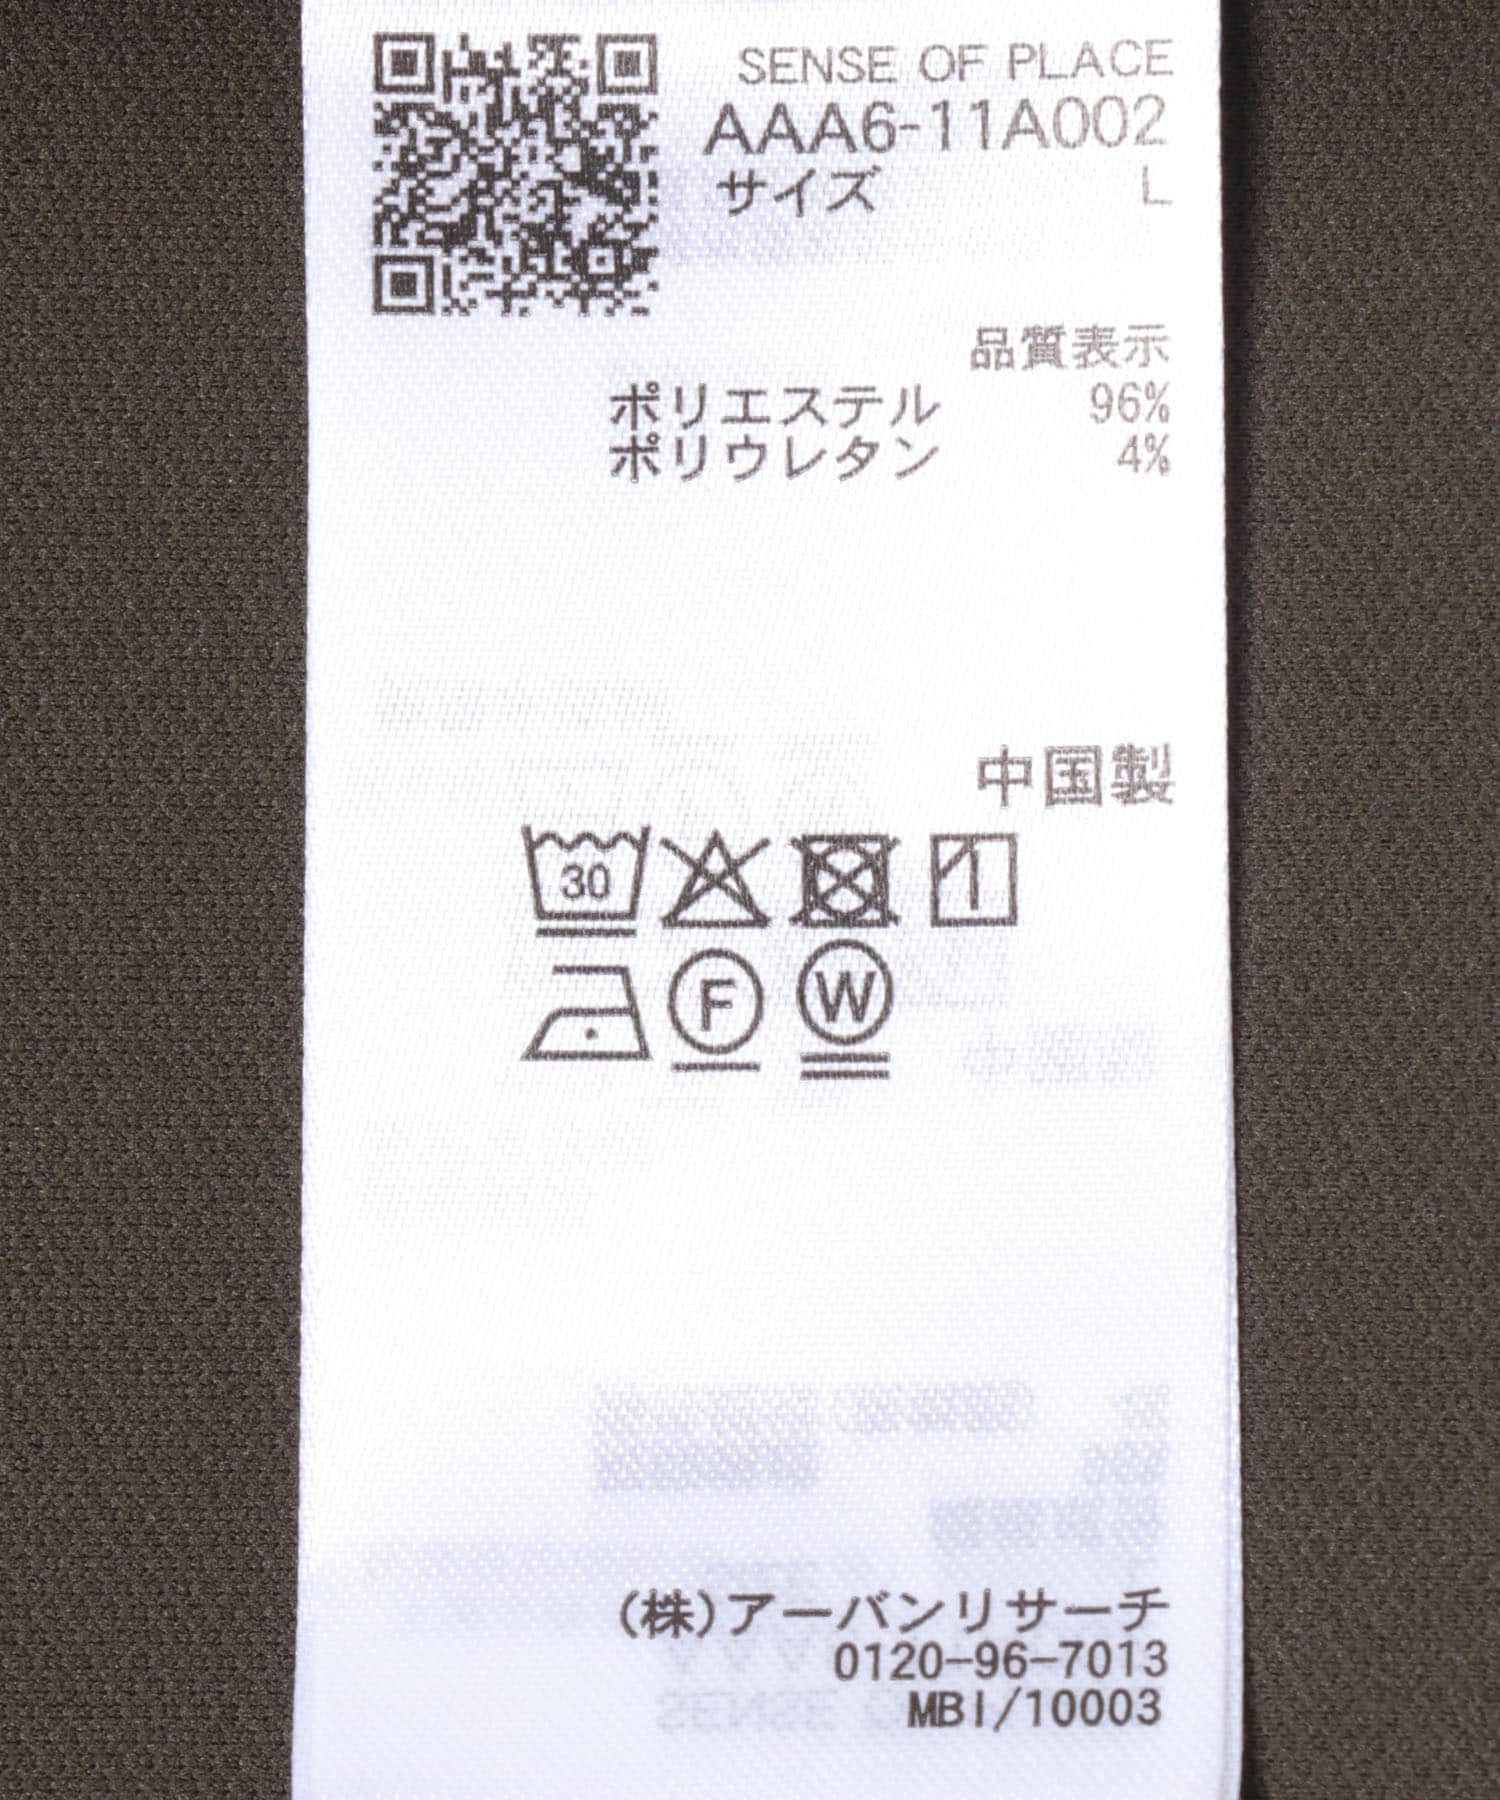 SENSE OF PLACE
AAA6-11A002
サイズ L
品質表示
ポリエステル 96%
ポリウレタン 4%
中国製
30
F W
(株)アーバンリサーチ
0120-96-7013
MBI/10003